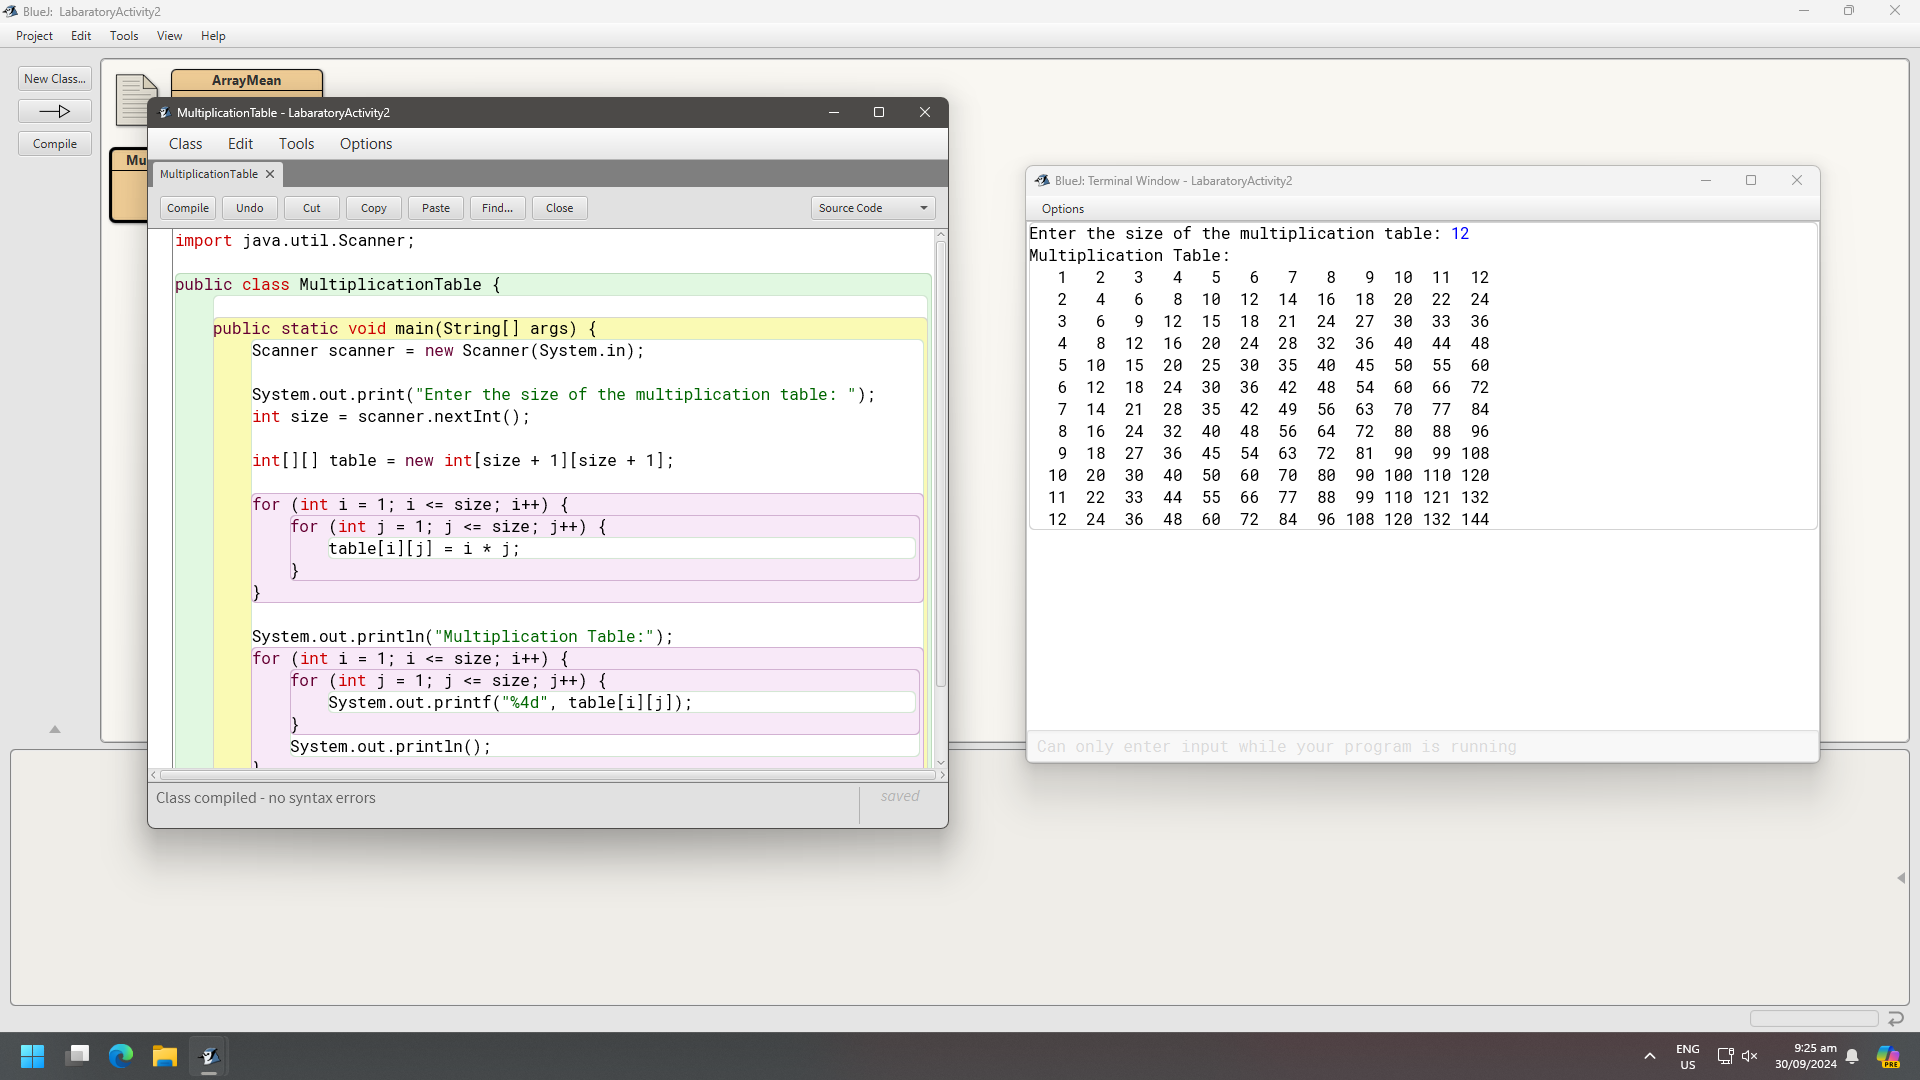 BlueJ: LabaratoryActivity2
Project Edit Tools View Help
New Class...
Compile
ArrayMean
Mu
MultiplicationTable - LabaratoryActivity2
Class Edit Tools Options
MultiplicationTable
Compile Undo Cut Copy Paste Find... Close Source Code
import java.util.Scanner;
public class MultiplicationTable {
public static void main(String[] args) {
Scanner scanner = new Scanner(System.in);
System.out.print("Enter the size of the multiplication table: ");
int size = scanner.nextInt();
int[][] table = new int[size + 1][size + 1];
for (int i = 1; i <= size; i++) {
for (int j = 1; j <= size; j++) {
table[i][j] = i * j;
}
}
System.out.println("Multiplication Table:");
for (int i = 1; i <= size; i++) {
for (int j = 1; j <= size; j++) {
System.out.printf("%4d", table[i][j]);
}
System.out.println();
}
Class compiled - no syntax errors
saved
BlueJ: Terminal Window - LabaratoryActivity2
Options
Enter the size of the multiplication table: 12
Multiplication Table:
1 2 3 4 5 6 7 8 9 10 11 12
2 4 6 8 10 12 14 16 18 20 22 24
3 6 9 12 15 18 21 24 27 30 33 36
4 8 12 16 20 24 28 32 36 40 44 48
5 10 15 20 25 30 35 40 45 50 55 60
6 12 18 24 30 36 42 48 54 60 66 72
7 14 21 28 35 42 49 56 63 70 77 84
8 16 24 32 40 48 56 64 72 80 88 96
9 18 27 36 45 54 63 72 81 90 99 108
10 20 30 40 50 60 70 80 90 100 110 120
11 22 33 44 55 66 77 88 99 110 121 132
12 24 36 48 60 72 84 96 108 120 132 144
Can only enter input while your program is running
ENG
US
9:25 am
30/09/2024
PRE